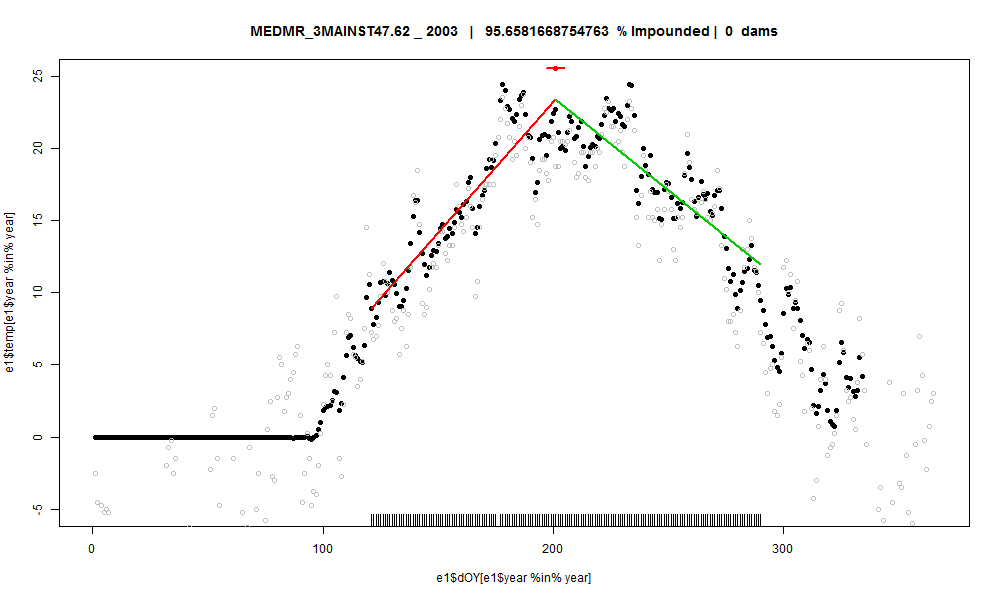 MEDMR_3MAINST47.62 _ 2003 | 95.6581668754763 % Impounded | 0 dams
e1$temp[e1$year %in% year]
25
20
15
10
5
0
-5
0 100 200 300
e1$dOY[e1$year %in% year]